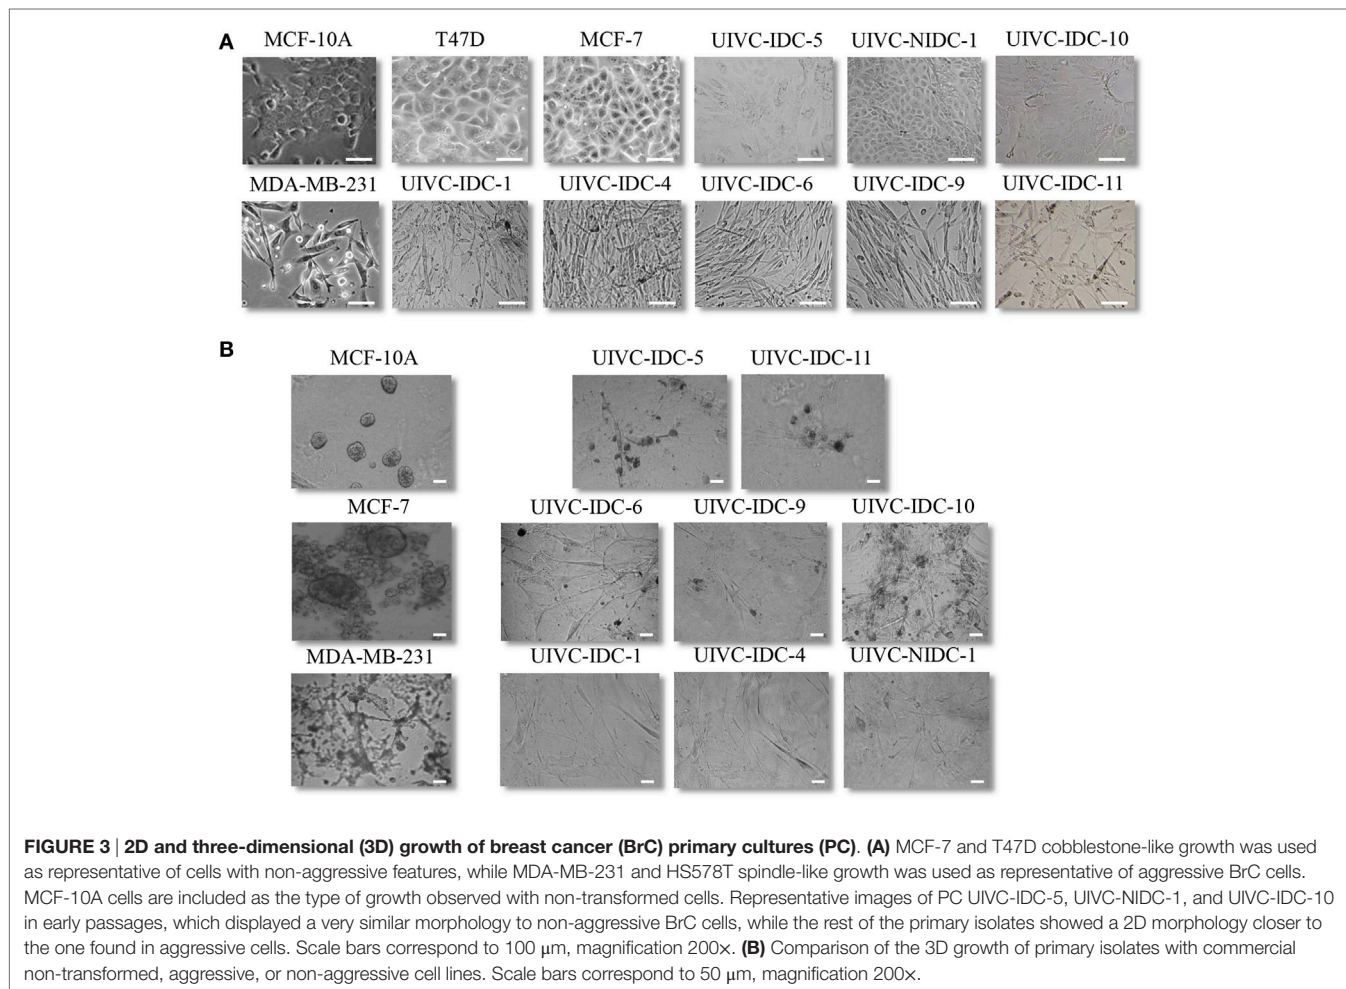 A
MCF-10A T47D MCF-7 UIVC-IDC-5 UIVC-NIDC-1 UIVC-IDC-10
MDA-MB-231 UIVC-IDC-1 UIVC-IDC-4 UIVC-IDC-6 UIVC-IDC-9 UIVC-IDC-11
B
MCF-10A UIVC-IDC-5 UIVC-IDC-11
MCF-7 UIVC-IDC-6 UIVC-IDC-9 UIVC-IDC-10
MDA-MB-231 UIVC-IDC-1 UIVC-IDC-4 UIVC-NIDC-1
FIGURE 3 | 2D and three-dimensional (3D) growth of breast cancer (BrC) primary cultures (PC). (A) MCF-7 and T47D cobblestone-like growth was used
as representative of cells with non-aggressive features, while MDA-MB-231 and HS578T spindle-like growth was used as representative of aggressive BrC cells.
MCF-10A cells are included as the type of growth observed with non-transformed cells. Representative images of PC UIVC-IDC-5, UIVC-NIDC-1, and UIVC-IDC-10
in early passages, which displayed a very similar morphology to non-aggressive BrC cells, while the rest of the primary isolates showed a 2D morphology closer to
the one found in aggressive cells. Scale bars correspond to 100 μm, magnification 200×. (B) Comparison of the 3D growth of primary isolates with commercial
non-transformed, aggressive, or non-aggressive cell lines. Scale bars correspond to 50 μm, magnification 200×.